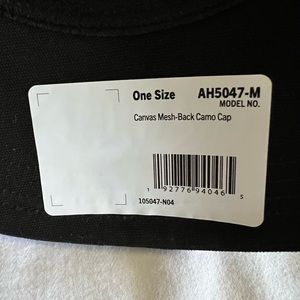 One Size AH5047-M
MODEL NO.
Canvas Mesh-Back Camo Cap
1 92776 94046 5
105047-N04